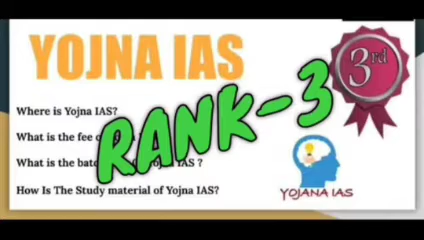 YOJNA IAS
3rd
Where is Yojna IAS?
What is the fee
What is the batc IAS ?
How Is The Study material of Yojna IAS?
RANK-3
YOJANA IAS